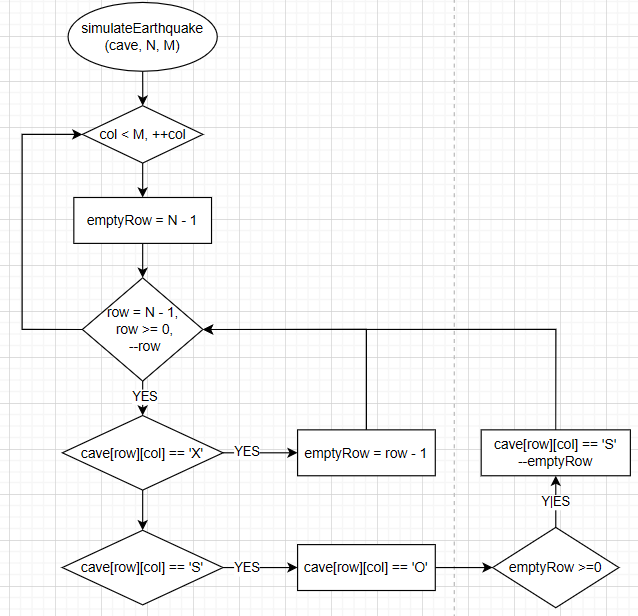 simulateEarthquake
(cave, N, M)
col < M, ++col
emptyRow = N - 1
row = N - 1,
row >= 0,
--row
YES
cave[row][col] == 'X'
YES
emptyRow = row - 1
cave[row][col] == 'S'
--emptyRow
Y|ES
cave[row][col] == 'S'
YES
cave[row][col] == 'O'
emptyRow >=0